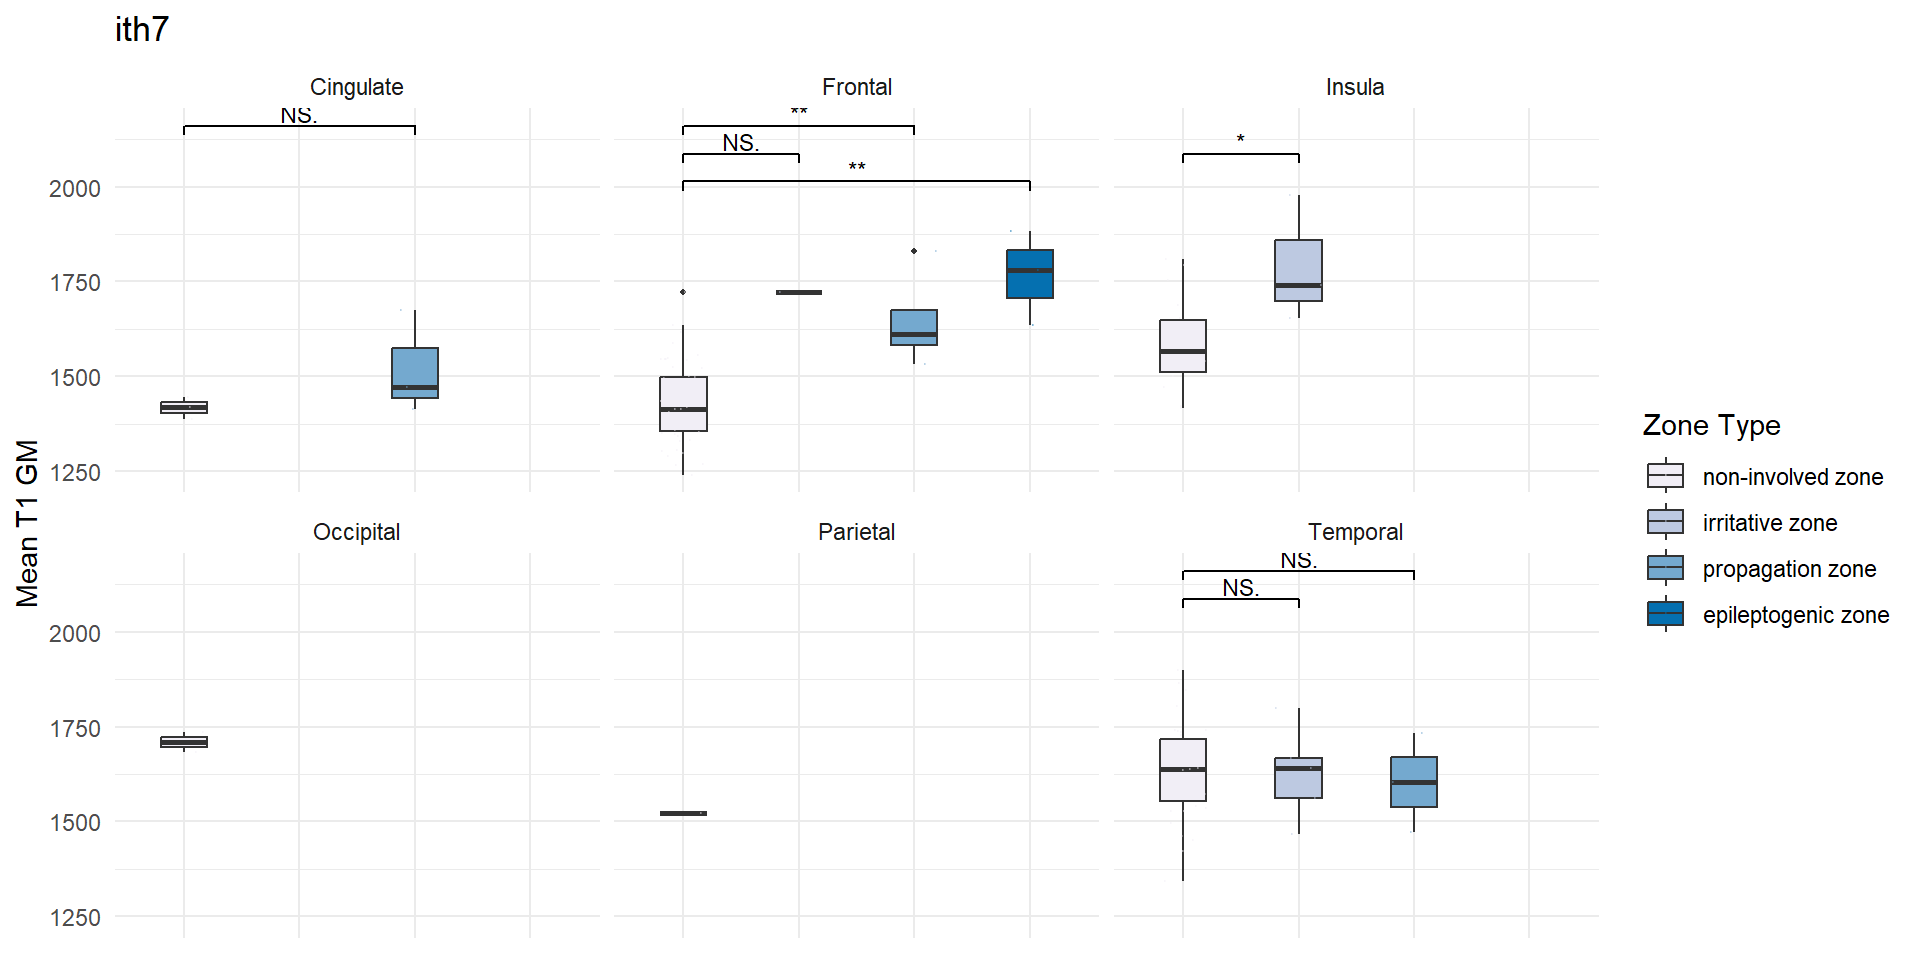 ith7
Cingulate
Frontal
Insula
NS.
**
NS.
**
*
2000
1750
1500
1250
Mean T1 GM
Occipital
Parietal
Temporal
NS.
NS.
2000
1750
1500
1250
Zone Type
non-involved zone
irritative zone
propagation zone
epileptogenic zone